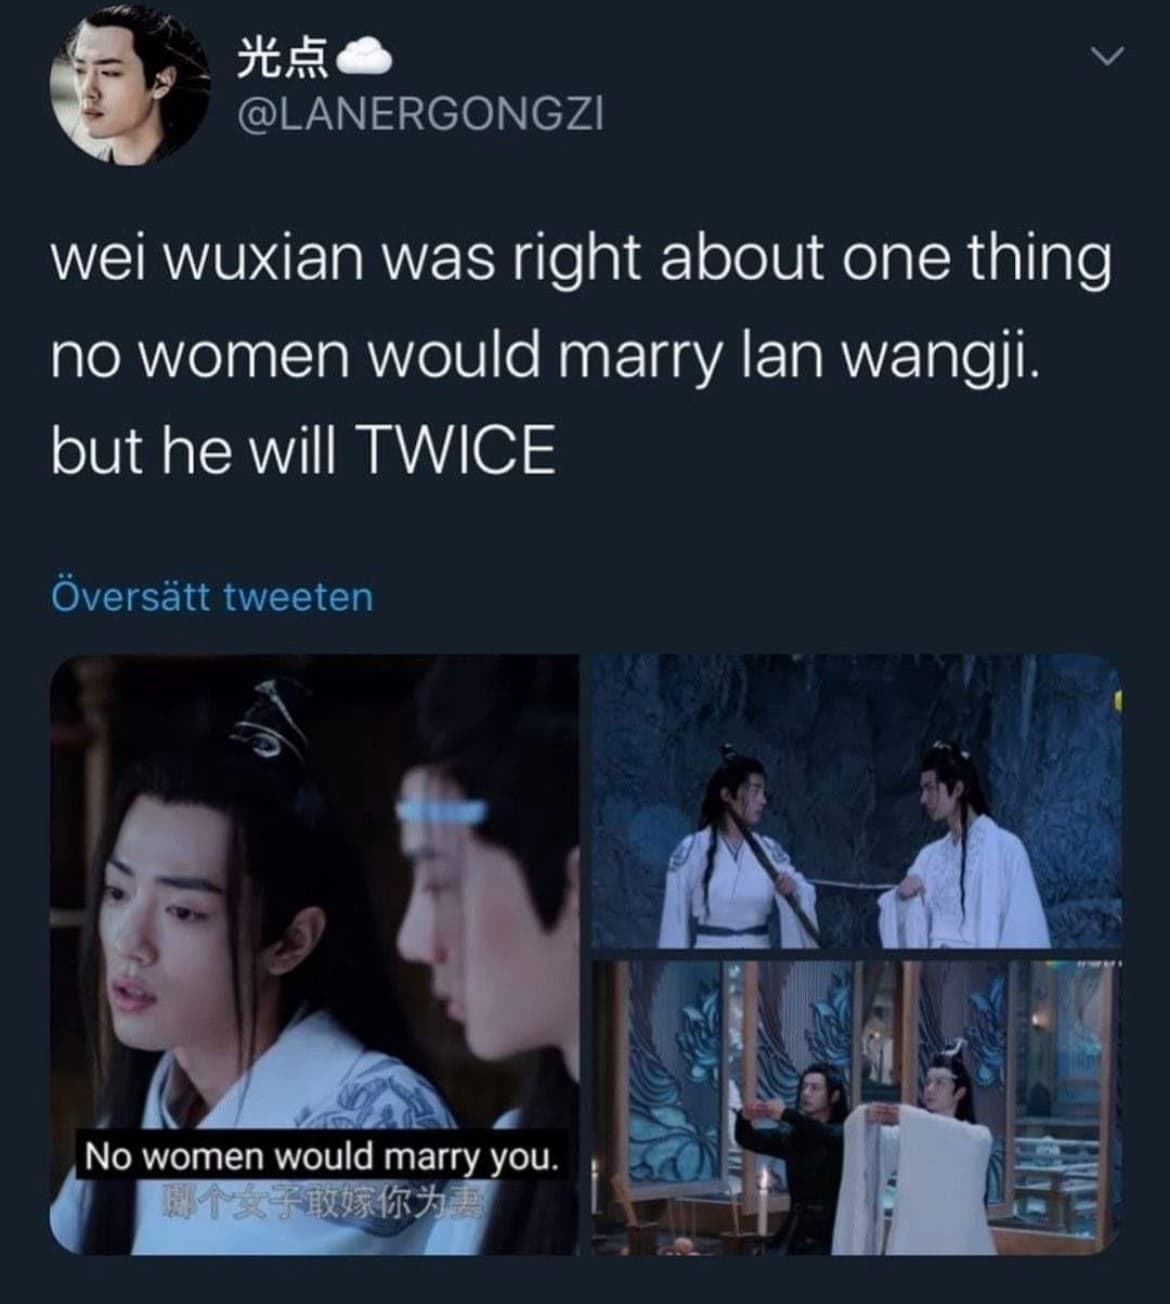 光点☁️
@LANERGONGZI
wei wuxian was right about one thing
no women would marry lan wangji.
but he will TWICE
Översätt tweeten
No women would marry you.
哪个女子敢嫁你为妻